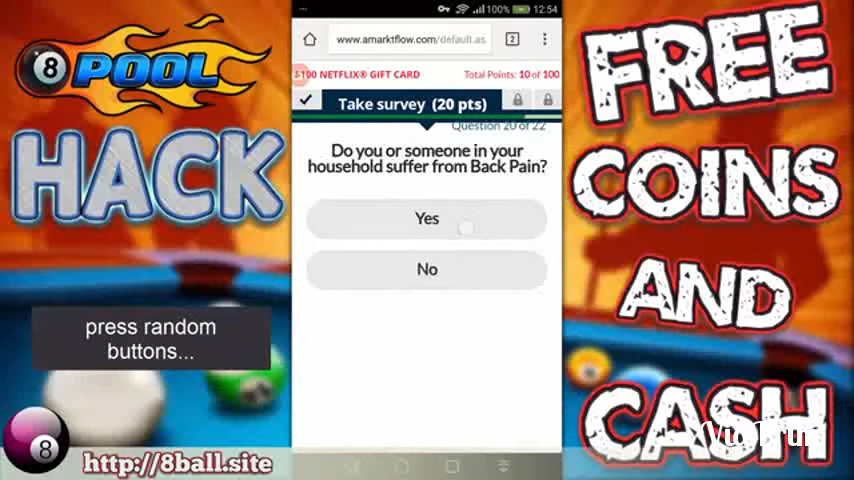 8 POOL
HACK
press random
buttons...
8
http://8ball.site
100% 12:54
www.amarktflow.com/default.as
2
$100 NETFLIX® GIFT CARD
Total Points: 10 of 100
Take survey (20 pts)
Question 20 of 22
Do you or someone in your
household suffer from Back Pain?
Yes
No
FREE
COINS
AND
CASH